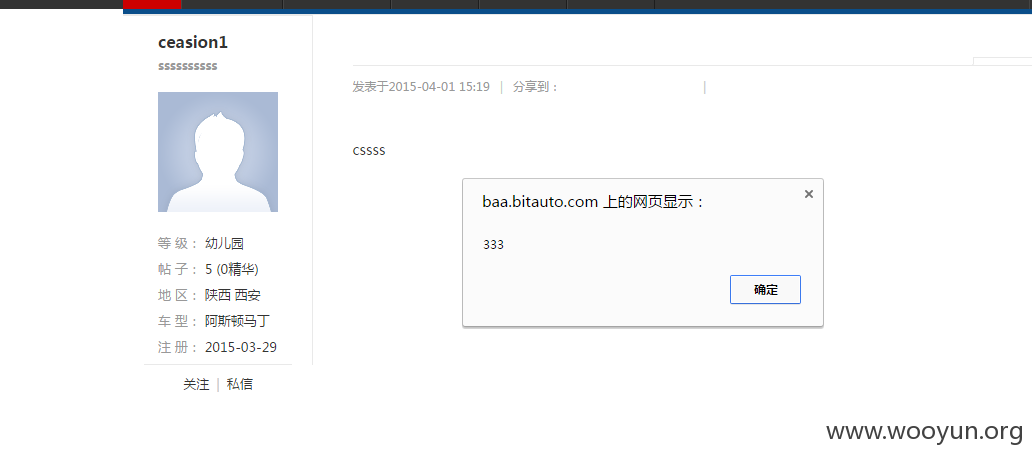 ceasion1
ssssssssss
发表于2015-04-01 15:19 | 分享到： |
cssss
baa.bitauto.com 上的网页显示：
333
确定
等 级： 幼儿园
帖 子： 5 (0精华)
地 区： 陕西 西安
车 型： 阿斯顿马丁
注 册： 2015-03-29
关注 | 私信
www.wooyun.org